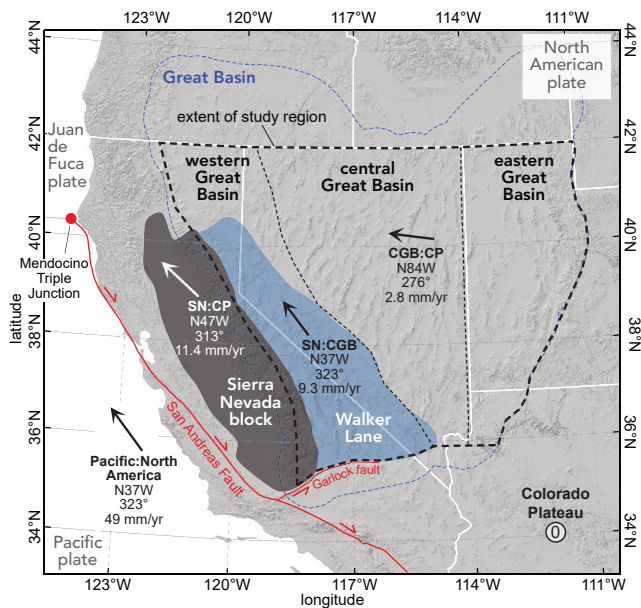 123°W
120°W
117°W
114°W
111°W
44°N
44°N
North
American
plate
Great Basin
extent of study region
42°N
42°N
Juan
de
Fuca
plate
western
Great
Basin
central
Great Basin
eastern
Great
Basin
40°N
40°N
Mendocino
Triple
Junction
CGB:CP
N84W
276°
2.8 mm/yr
latitude
SN:CP
N47W
313°
11.4 mm/yr
38°N
38°N
SN:CGB
N37W
323°
9.3 mm/yr
Sierra
Nevada
block
Walker
Lane
San Andreas Fault
36°N
36°N
Garlock fault
Pacific:North
America
N37W
323°
49 mm/yr
Colorado
Plateau
0
34°N
34°N
Pacific
plate
123°W
120°W
117°W
114°W
111°W
longitude